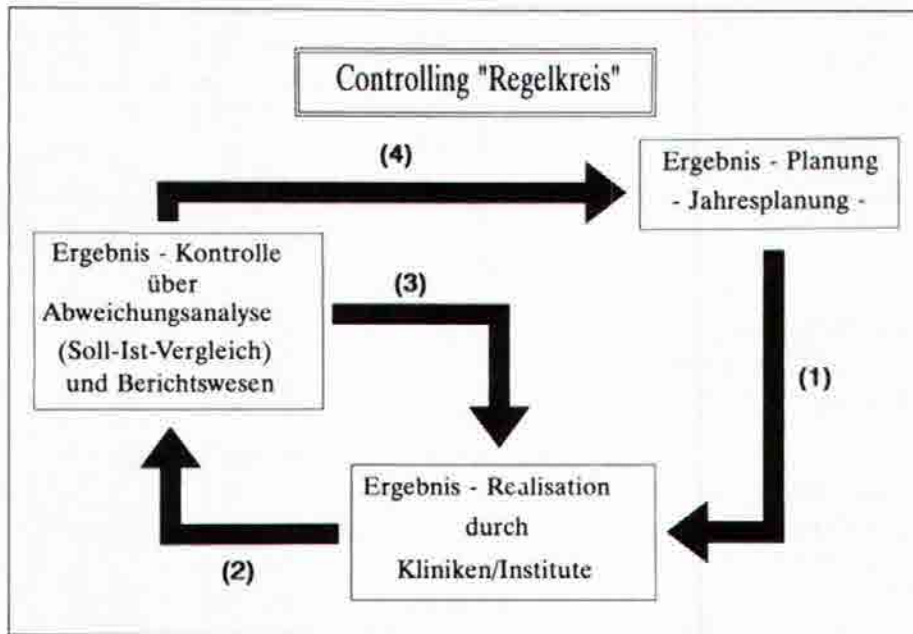 Controlling "Regelkreis"
(4)
Ergebnis - Planung
- Jahresplanung -
Ergebnis - Kontrolle
über
Abweichungsanalyse
(Soll-Ist-Vergleich)
und Berichtswesen
(3)
(1)
Ergebnis - Realisation
durch
Kliniken/Institute
(2)